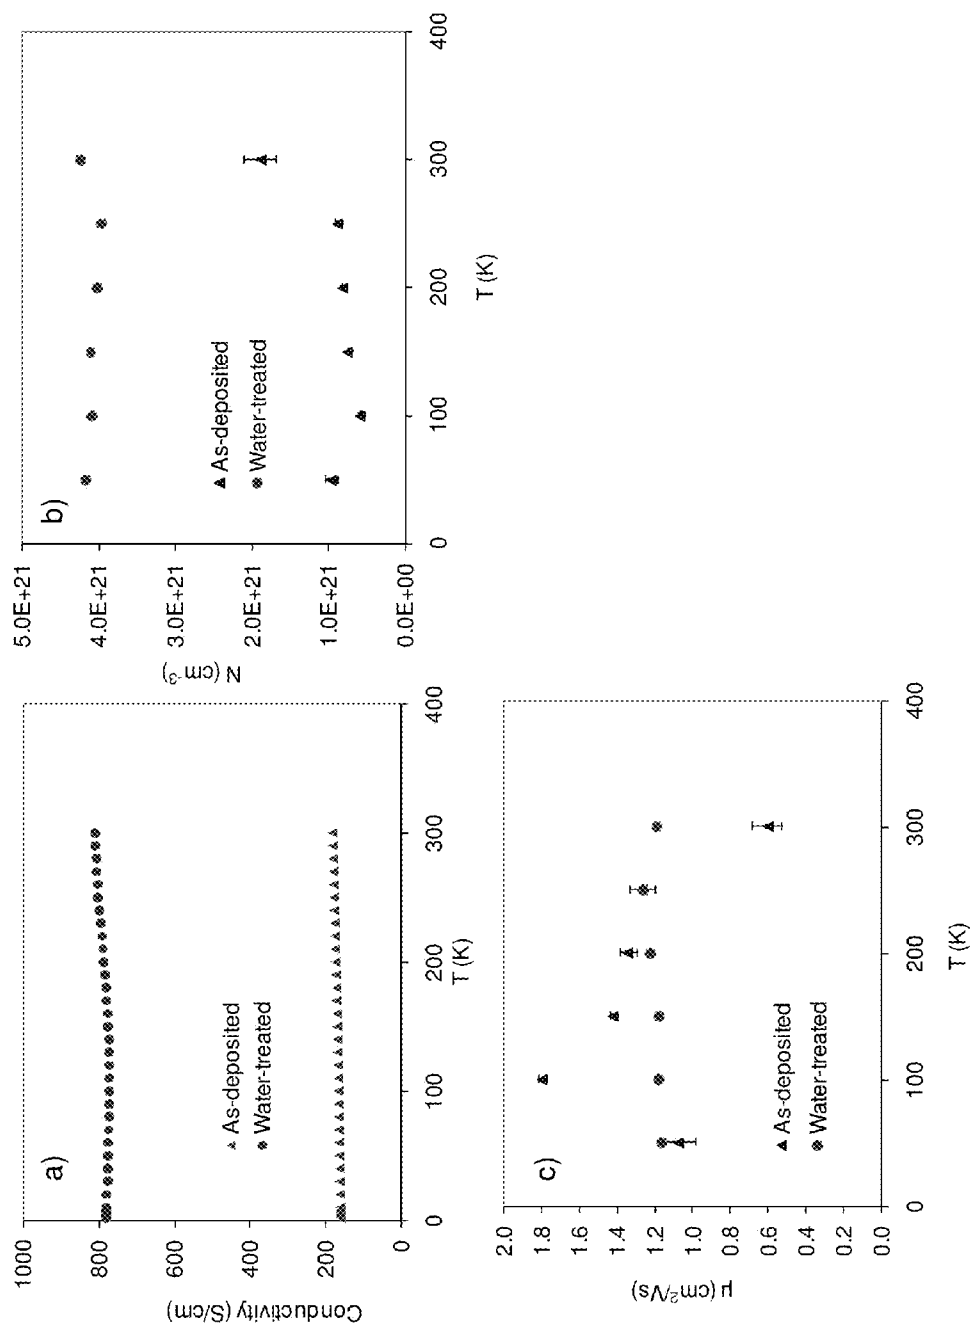 a)
Conductivity (S/cm)
1000
800
600
400
200
0
As-deposited
Water-treated
0
100
200
300
400
T (K)
b)
N (cm-3)
5.0E+21
4.0E+21
3.0E+21
2.0E+21
1.0E+21
0.0E+00
As-deposited
Water-treated
0
100
200
300
400
T (K)
c)
μ (cm2/Vs)
2.0
1.8
1.6
1.4
1.2
1.0
0.8
0.6
0.4
0.2
0.0
As-deposited
Water-treated
0
100
200
300
400
T (K)